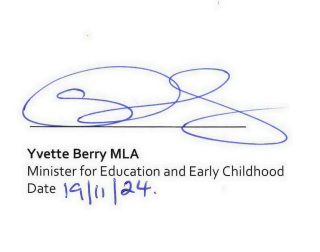 Yvette Berry MLA
Minister for Education and Early Childhood
Date 19/11/24.